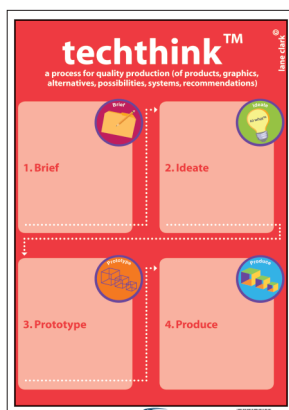 techthink™
©
lane clark
a process for quality production (of products, graphics,
alternatives, possibilities, systems, recommendations)
Brief
1. Brief
Ideate
2. Ideate
Prototype
3. Prototype
Produce
4. Produce